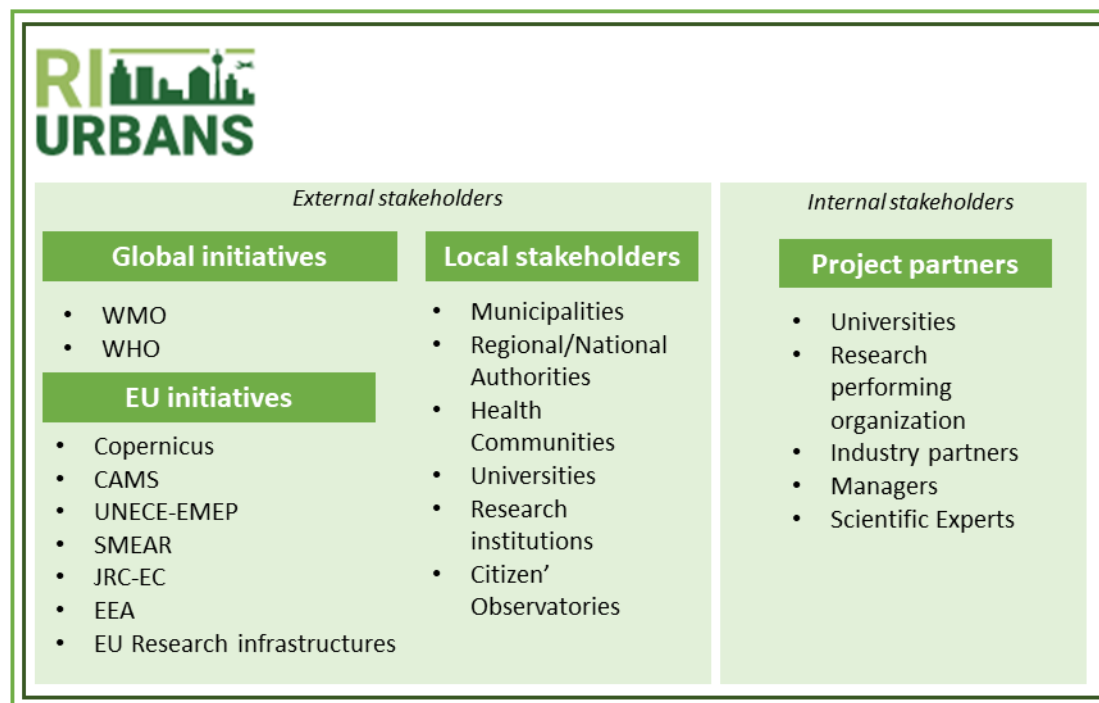 RI
URBANS
External stakeholders
Global initiatives
• WMO
• WHO
EU initiatives
• Copernicus
• CAMS
• UNECE-EMEP
• SMEAR
• JRC-EC
• EEA
• EU Research infrastructures
Local stakeholders
• Municipalities
• Regional/National
Authorities
• Health
Communities
• Universities
• Research
institutions
• Citizen’
Observatories
Internal stakeholders
Project partners
• Universities
• Research
performing
organization
• Industry partners
• Managers
• Scientific Experts